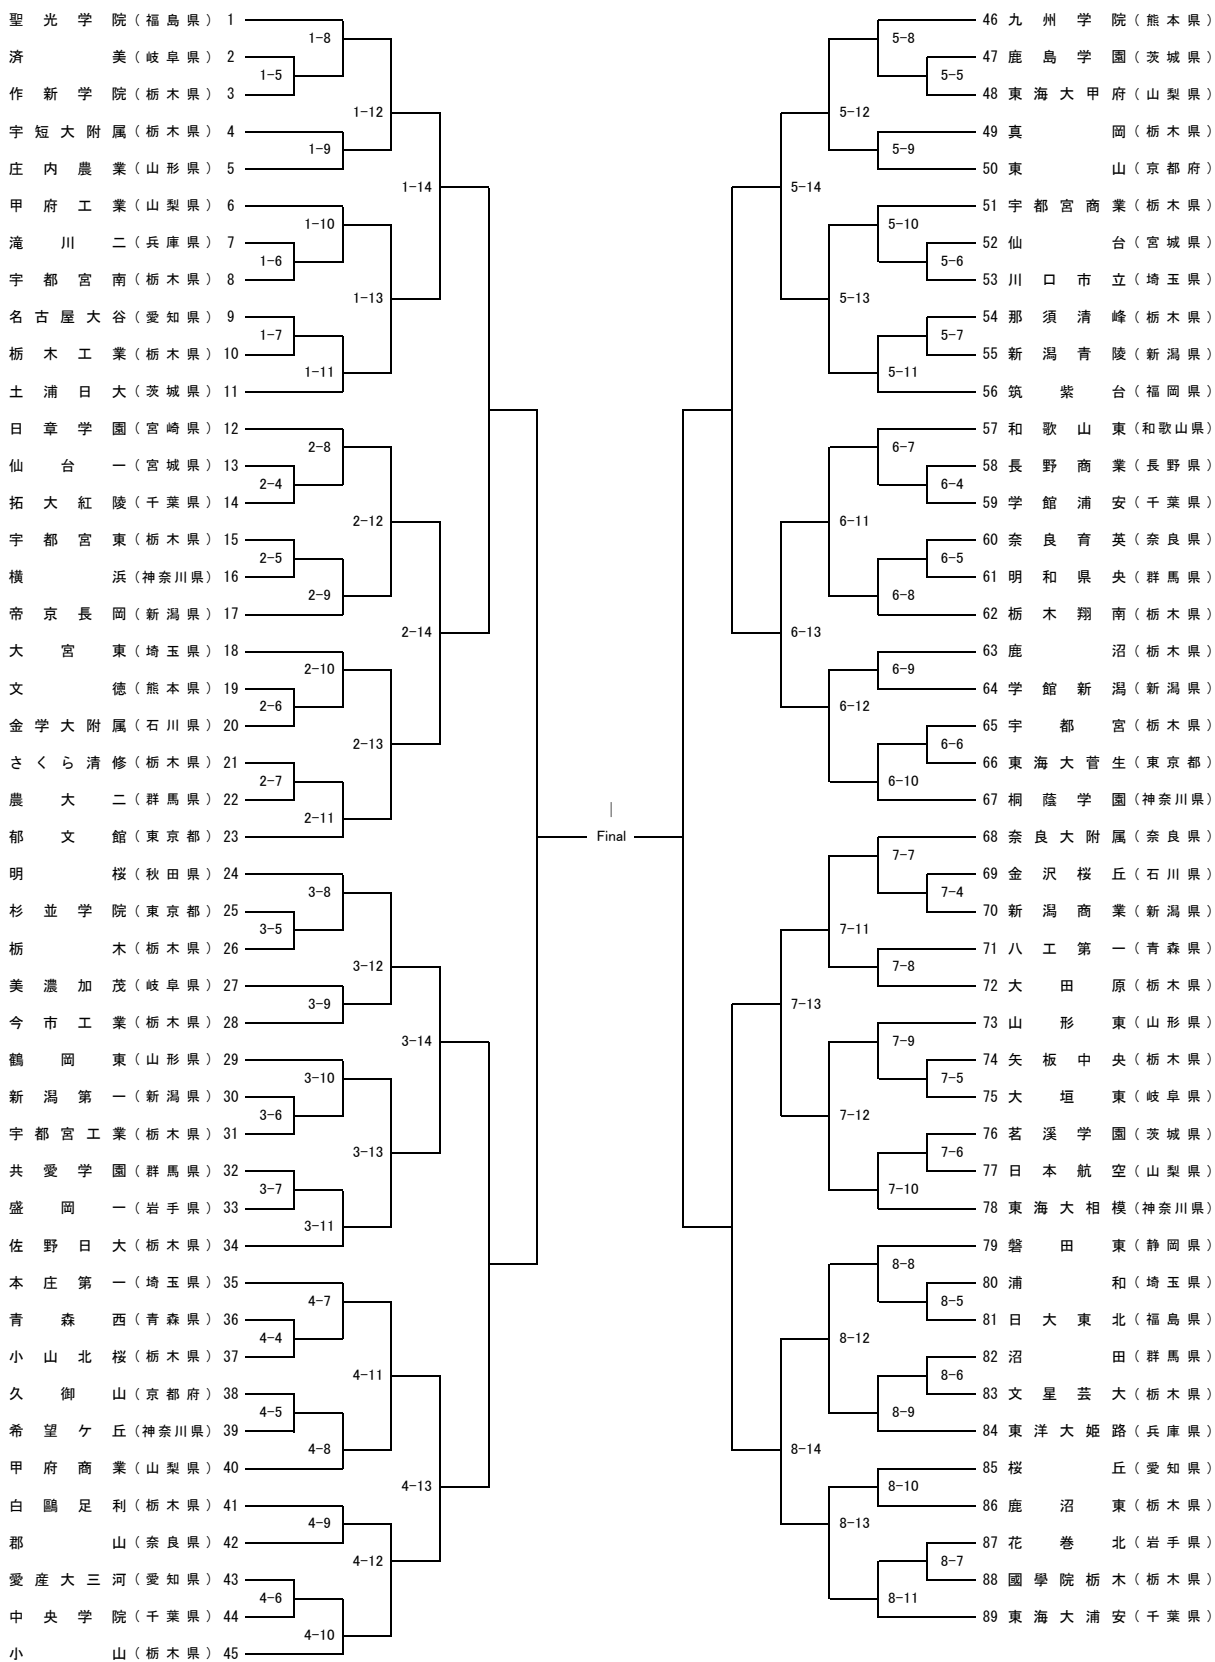 聖光学院（福島県） 1
済美（岐阜県） 2
作新学院（栃木県） 3
宇短大附属（栃木県） 4
庄内農業（山形県） 5
甲府工業（山梨県） 6
滝川二（兵庫県） 7
宇都宮南（栃木県） 8
名古屋大谷（愛知県） 9
栃木工業（栃木県） 10
土浦日大（茨城県） 11
日章学園（宮崎県） 12
仙台一（宮城県） 13
拓大紅陵（千葉県） 14
宇都宮東（栃木県） 15
横浜（神奈川県） 16
帝京長岡（新潟県） 17
大宮東（埼玉県） 18
文徳（熊本県） 19
金学大附属（石川県） 20
さくら清修（栃木県） 21
農大二（群馬県） 22
郁文館（東京都） 23
明桜（秋田県） 24
杉並学院（東京都） 25
栃木（栃木県） 26
美濃加茂（岐阜県） 27
今市工業（栃木県） 28
鶴岡東（山形県） 29
新潟第一（新潟県） 30
宇都宮工業（栃木県） 31
共愛学園（群馬県） 32
盛岡一（岩手県） 33
佐野日大（栃木県） 34
本庄第一（埼玉県） 35
青森西（青森県） 36
小山北桜（栃木県） 37
久御山（京都府） 38
希望ケ丘（神奈川県） 39
甲府商業（山梨県） 40
白鷗足利（栃木県） 41
郡山（奈良県） 42
愛産大三河（愛知県） 43
中央学院（千葉県） 44
小山（栃木県） 45
1-8
1-5
1-12
1-9
1-14
1-10
1-6
1-13
1-7
1-11
2-8
2-4
2-12
2-5
2-9
2-14
2-10
2-6
2-13
2-7
2-11
3-8
3-5
3-12
3-9
3-14
3-10
3-6
3-13
3-7
3-11
4-7
4-4
4-11
4-5
4-8
4-13
4-9
4-12
4-6
4-10
｜
Final
5-8
5-5
5-12
5-9
5-14
5-10
5-6
5-13
5-7
5-11
6-7
6-4
6-11
6-5
6-8
6-13
6-9
6-12
6-6
6-10
7-7
7-4
7-11
7-8
7-13
7-9
7-5
7-12
7-6
7-10
8-8
8-5
8-12
8-6
8-9
8-14
8-10
8-13
8-7
8-11
46 九州学院（熊本県）
47 鹿島学園（茨城県）
48 東海大甲府（山梨県）
49 真岡（栃木県）
50 東山（京都府）
51 宇都宮商業（栃木県）
52 仙台（宮城県）
53 川口市立（埼玉県）
54 那須清峰（栃木県）
55 新潟青陵（新潟県）
56 筑紫台（福岡県）
57 和歌山東（和歌山県）
58 長野商業（長野県）
59 学館浦安（千葉県）
60 奈良育英（奈良県）
61 明和県央（群馬県）
62 栃木翔南（栃木県）
63 鹿沼（栃木県）
64 学館新潟（新潟県）
65 宇都宮（栃木県）
66 東海大菅生（東京都）
67 桐蔭学園（神奈川県）
68 奈良大附属（奈良県）
69 金沢桜丘（石川県）
70 新潟商業（新潟県）
71 八工第一（青森県）
72 大田原（栃木県）
73 山形東（山形県）
74 矢板中央（栃木県）
75 大垣東（岐阜県）
76 茗溪学園（茨城県）
77 日本航空（山梨県）
78 東海大相模（神奈川県）
79 磐田東（静岡県）
80 浦和（埼玉県）
81 日大東北（福島県）
82 沼田（群馬県）
83 文星芸大（栃木県）
84 東洋大姫路（兵庫県）
85 桜丘（愛知県）
86 鹿沼東（栃木県）
87 花巻北（岩手県）
88 國學院栃木（栃木県）
89 東海大浦安（千葉県）